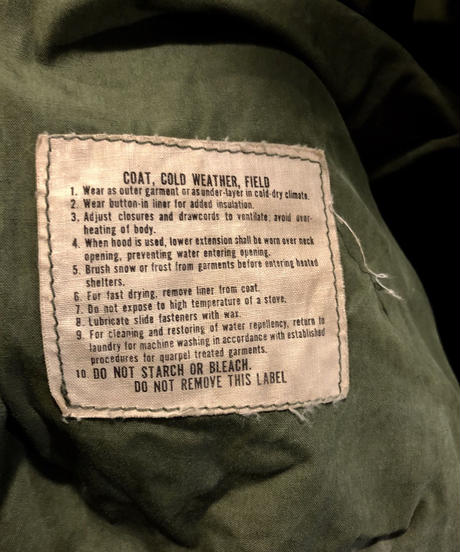 COAT, COLD WEATHER, FIELD
1. Wear as outer garment or as under-layer in cold-dry climate.
2. Wear button-in liner for added insulation.
3. Adjust closures and drawcords to ventilate, avoid over-
heating of body.
4. When hood is used, lower extension shall be worn over neck
opening, preventing water entering opening.
5. Brush snow or frost from garments before entering heated
shelters.
6. For fast drying, remove liner from coat.
7. Do not expose to high temperature of a stove.
8. Lubricate slide fasteners with wax.
9. For cleaning and restoring of water repellency, return to
laundry for machine washing in accordance with established
procedures for quarpel treated garments.
10. DO NOT STARCH OR BLEACH.
DO NOT REMOVE THIS LABEL